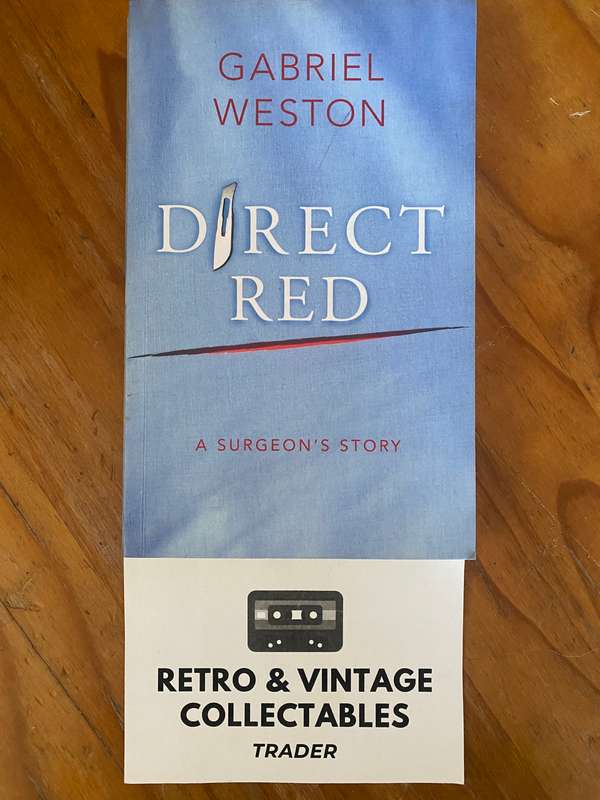 GABRIEL
WESTON
DIRECT
RED
A SURGEON'S STORY
RETRO & VINTAGE
COLLECTABLES
TRADER